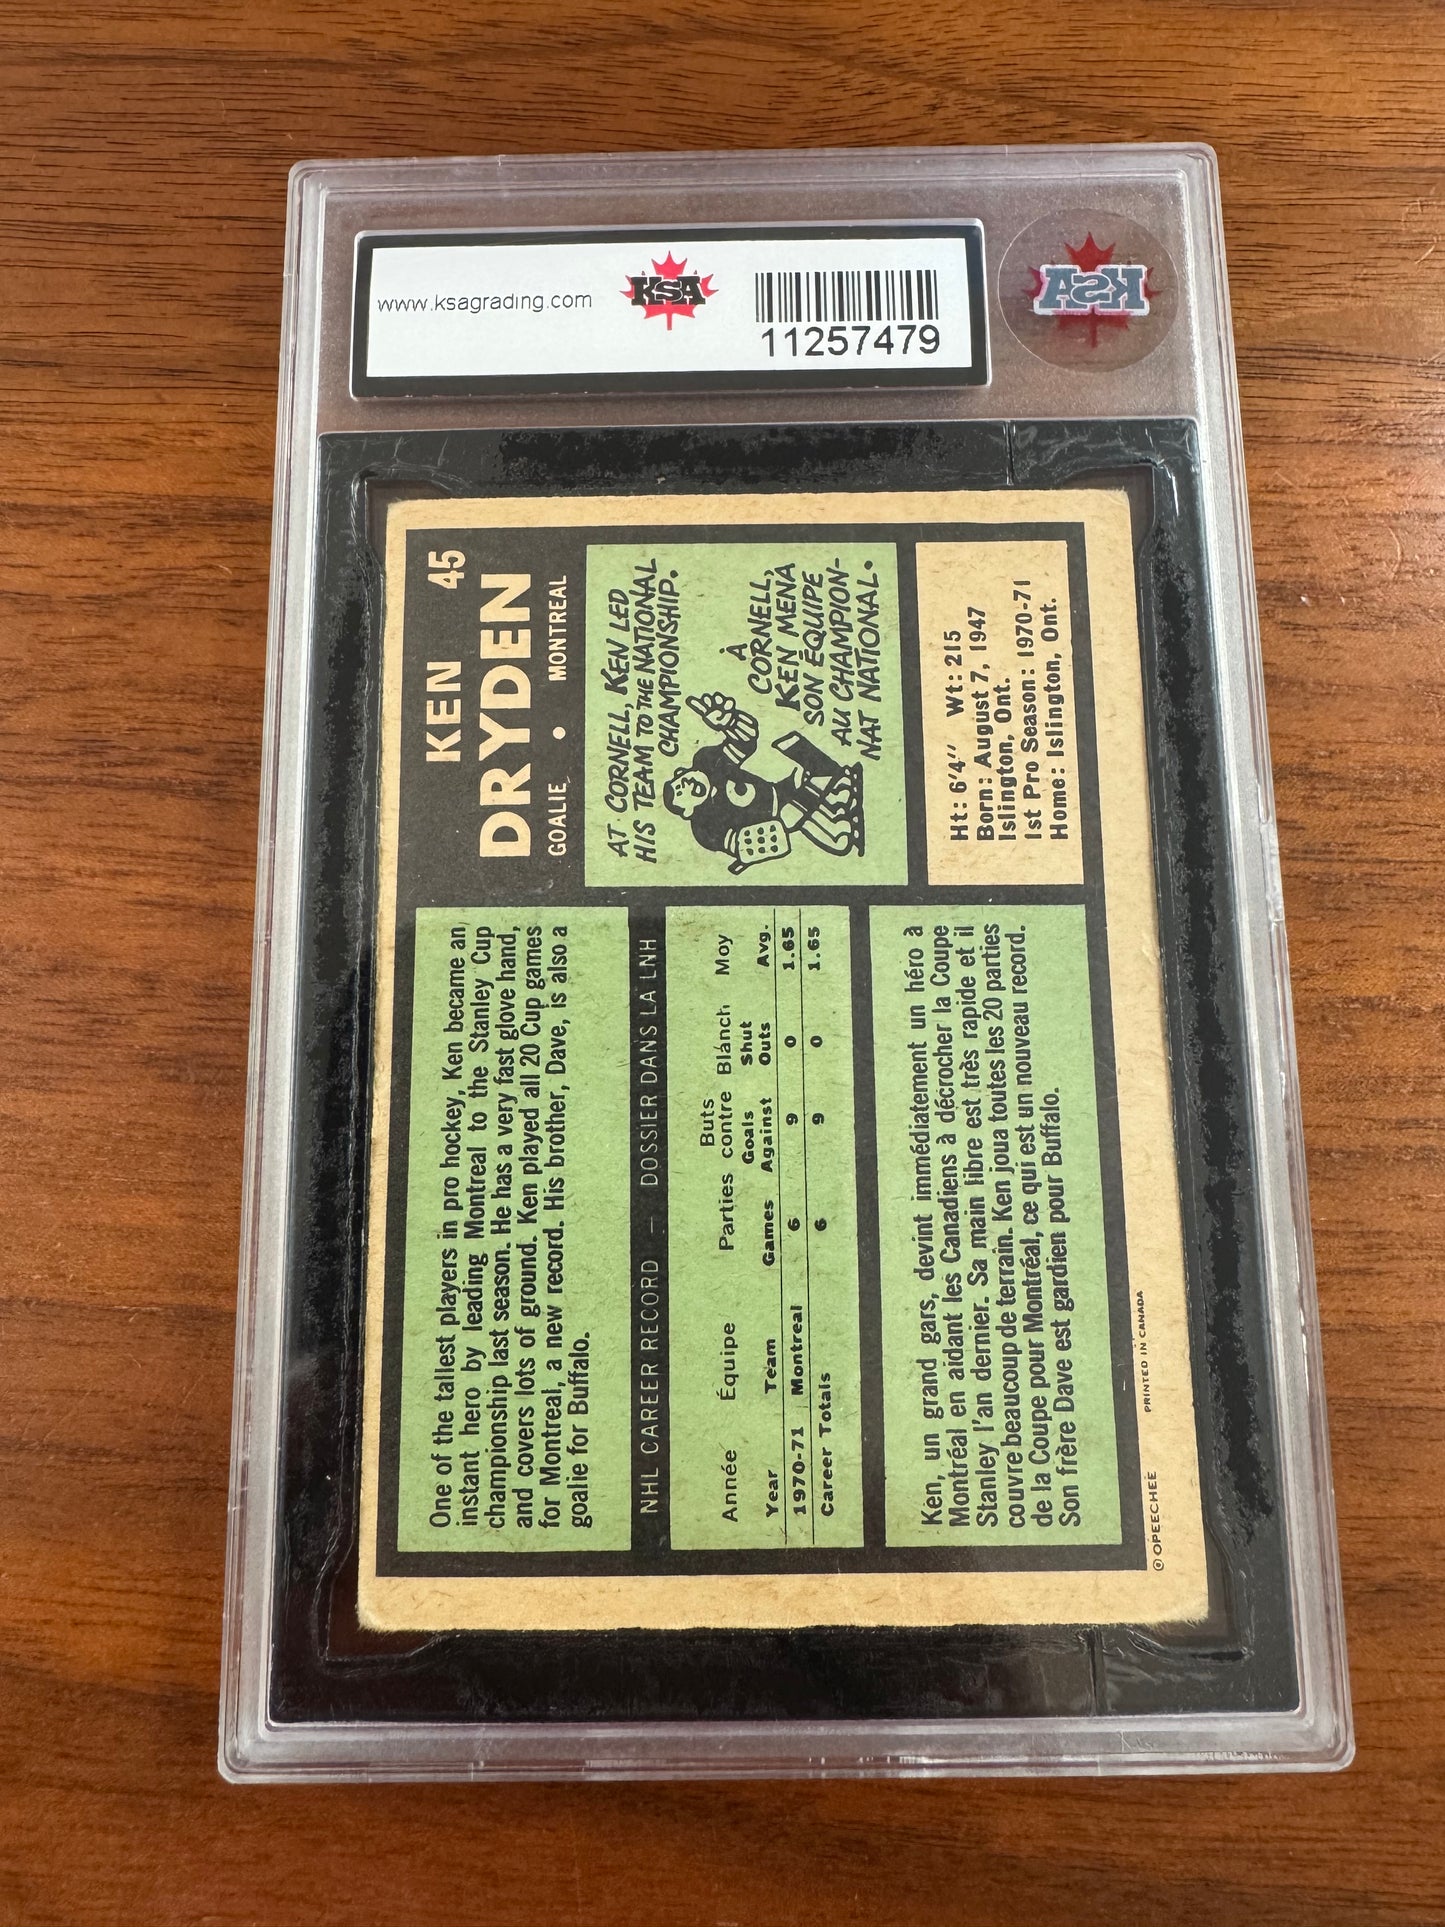 www.ksagrading.com
KSA
11257479
KSA
KEN 45
DRYDEN
GOALIE • MONTREAL
AT CORNELL, KEN LED
HIS TEAM TO THE NATIONAL
CHAMPIONSHIP.
À
CORNELL,
KEN MENA
SON ÉQUIPE
AU CHAMPION-
NAT NATIONAL.
C
Ht: 6'4" Wt: 215
Born: August 7, 1947
Islington, Ont.
1st Pro Season: 1970-71
Home: Islington, Ont.
One of the tallest players in pro hockey, Ken became an
instant hero by leading Montreal to the Stanley Cup
championship last season. He has a very fast glove hand,
and covers lots of ground. Ken played all 20 Cup games
for Montreal, a new record. His brother, Dave, is also a
goalie for Buffalo.
NHL CAREER RECORD — DOSSIER DANS LA LNH
Buts
Année Équipe Parties contre Blánch Moy
Goals Shut
Year Team Games Against Outs Avg.
1970-71 Montreal 6 9 0 1.65
Career Totals 6 9 0 1.65
Ken, un grand gars, devint immédiatement un héro à
Montréal en aidant les Canadiens à décrocher la Coupe
Stanley l'an dernier. Sa main libre est très rapide et il
couvre beaucoup de terrain. Ken joua toutes les 20 parties
de la Coupe pour Montréal, ce qui est un nouveau record.
Son frère Dave est gardien pour Buffalo.
© OPEECHEE PRINTED IN CANADA